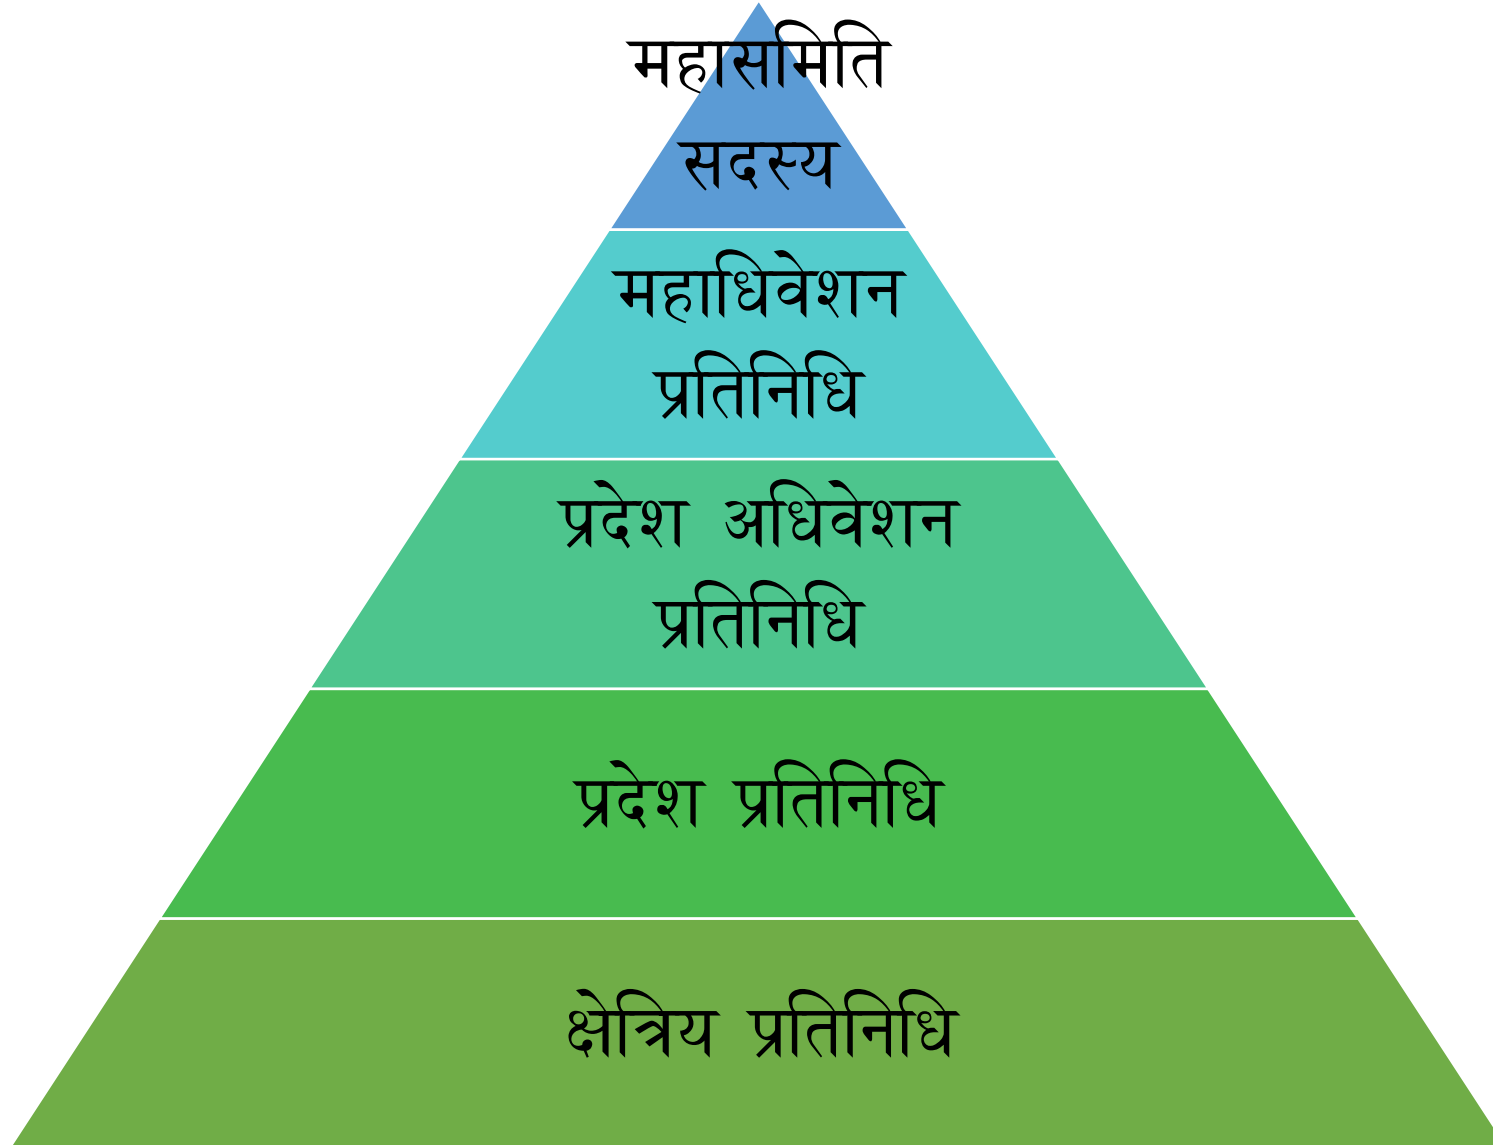 महासमिति
सदस्य
महाधिवेशन
प्रतिनिधि
प्रदेश अधिवेशन
प्रतिनिधि
प्रदेश प्रतिनिधि
क्षेत्रिय प्रतिनिधि